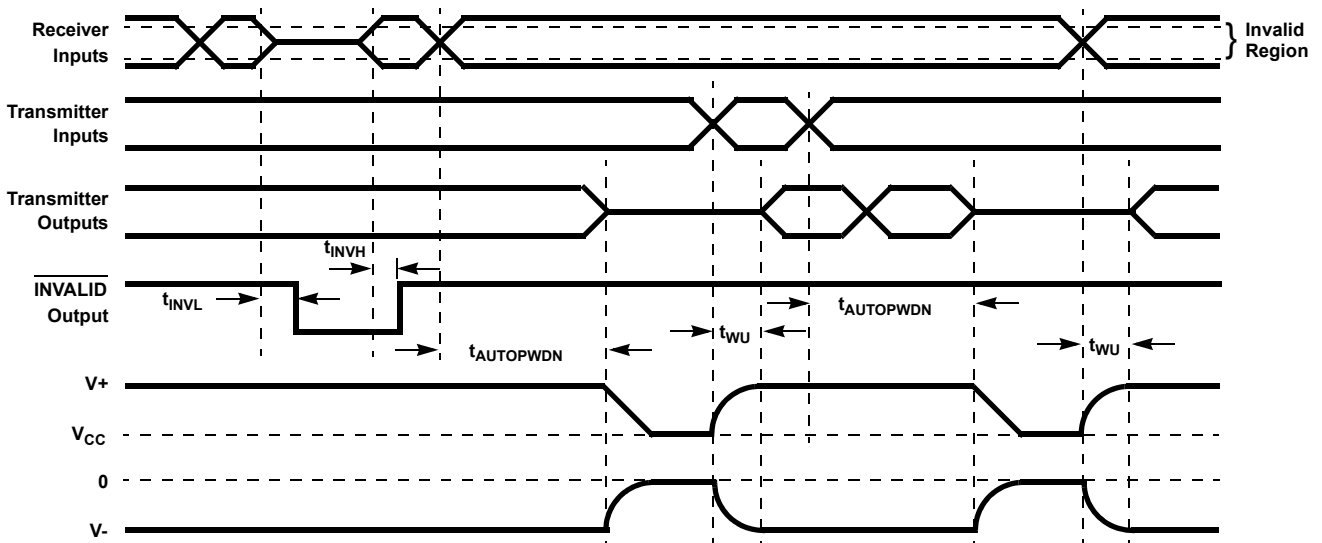 Receiver
Inputs
} Invalid
Region
Transmitter
Inputs
Transmitter
Outputs
tINVH
INVALID
Output
tINVL
tAUTOPWDN
tWU
tAUTOPWDN
tWU
V+
VCC
0
V-